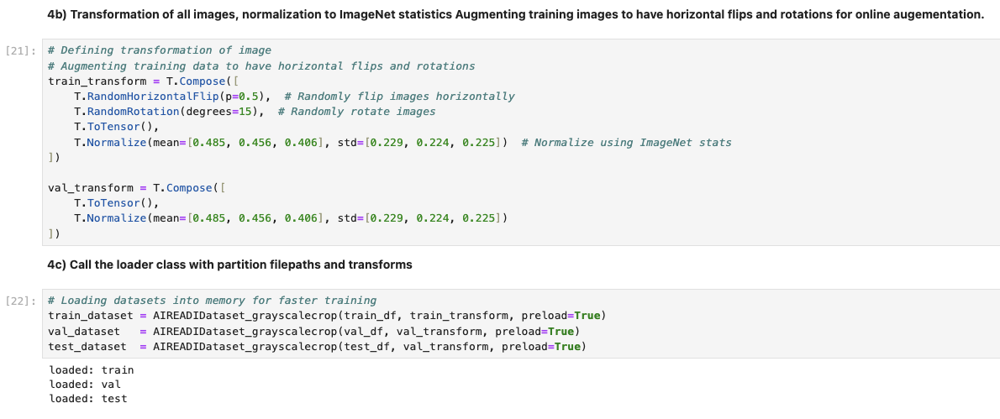 4b) Transformation of all images, normalization to ImageNet statistics Augmenting training images to have horizontal flips and rotations for online augementation.
[21]: # Defining transformation of image
# Augmenting training data to have horizontal flips and rotations
train_transform = T.Compose([
    T.RandomHorizontalFlip(p=0.5),  # Randomly flip images horizontally
    T.RandomRotation(degrees=15),  # Randomly rotate images
    T.ToTensor(),
    T.Normalize(mean=[0.485, 0.456, 0.406], std=[0.229, 0.224, 0.225])  # Normalize using ImageNet stats
])
val_transform = T.Compose([
    T.ToTensor(),
    T.Normalize(mean=[0.485, 0.456, 0.406], std=[0.229, 0.224, 0.225])
])
4c) Call the loader class with partition filepaths and transforms
[22]: # Loading datasets into memory for faster training
train_dataset = AIREADIDataset_grayscalecrop(train_df, train_transform, preload=True)
val_dataset   = AIREADIDataset_grayscalecrop(val_df, val_transform, preload=True)
test_dataset  = AIREADIDataset_grayscalecrop(test_df, val_transform, preload=True)
loaded: train
loaded: val
loaded: test